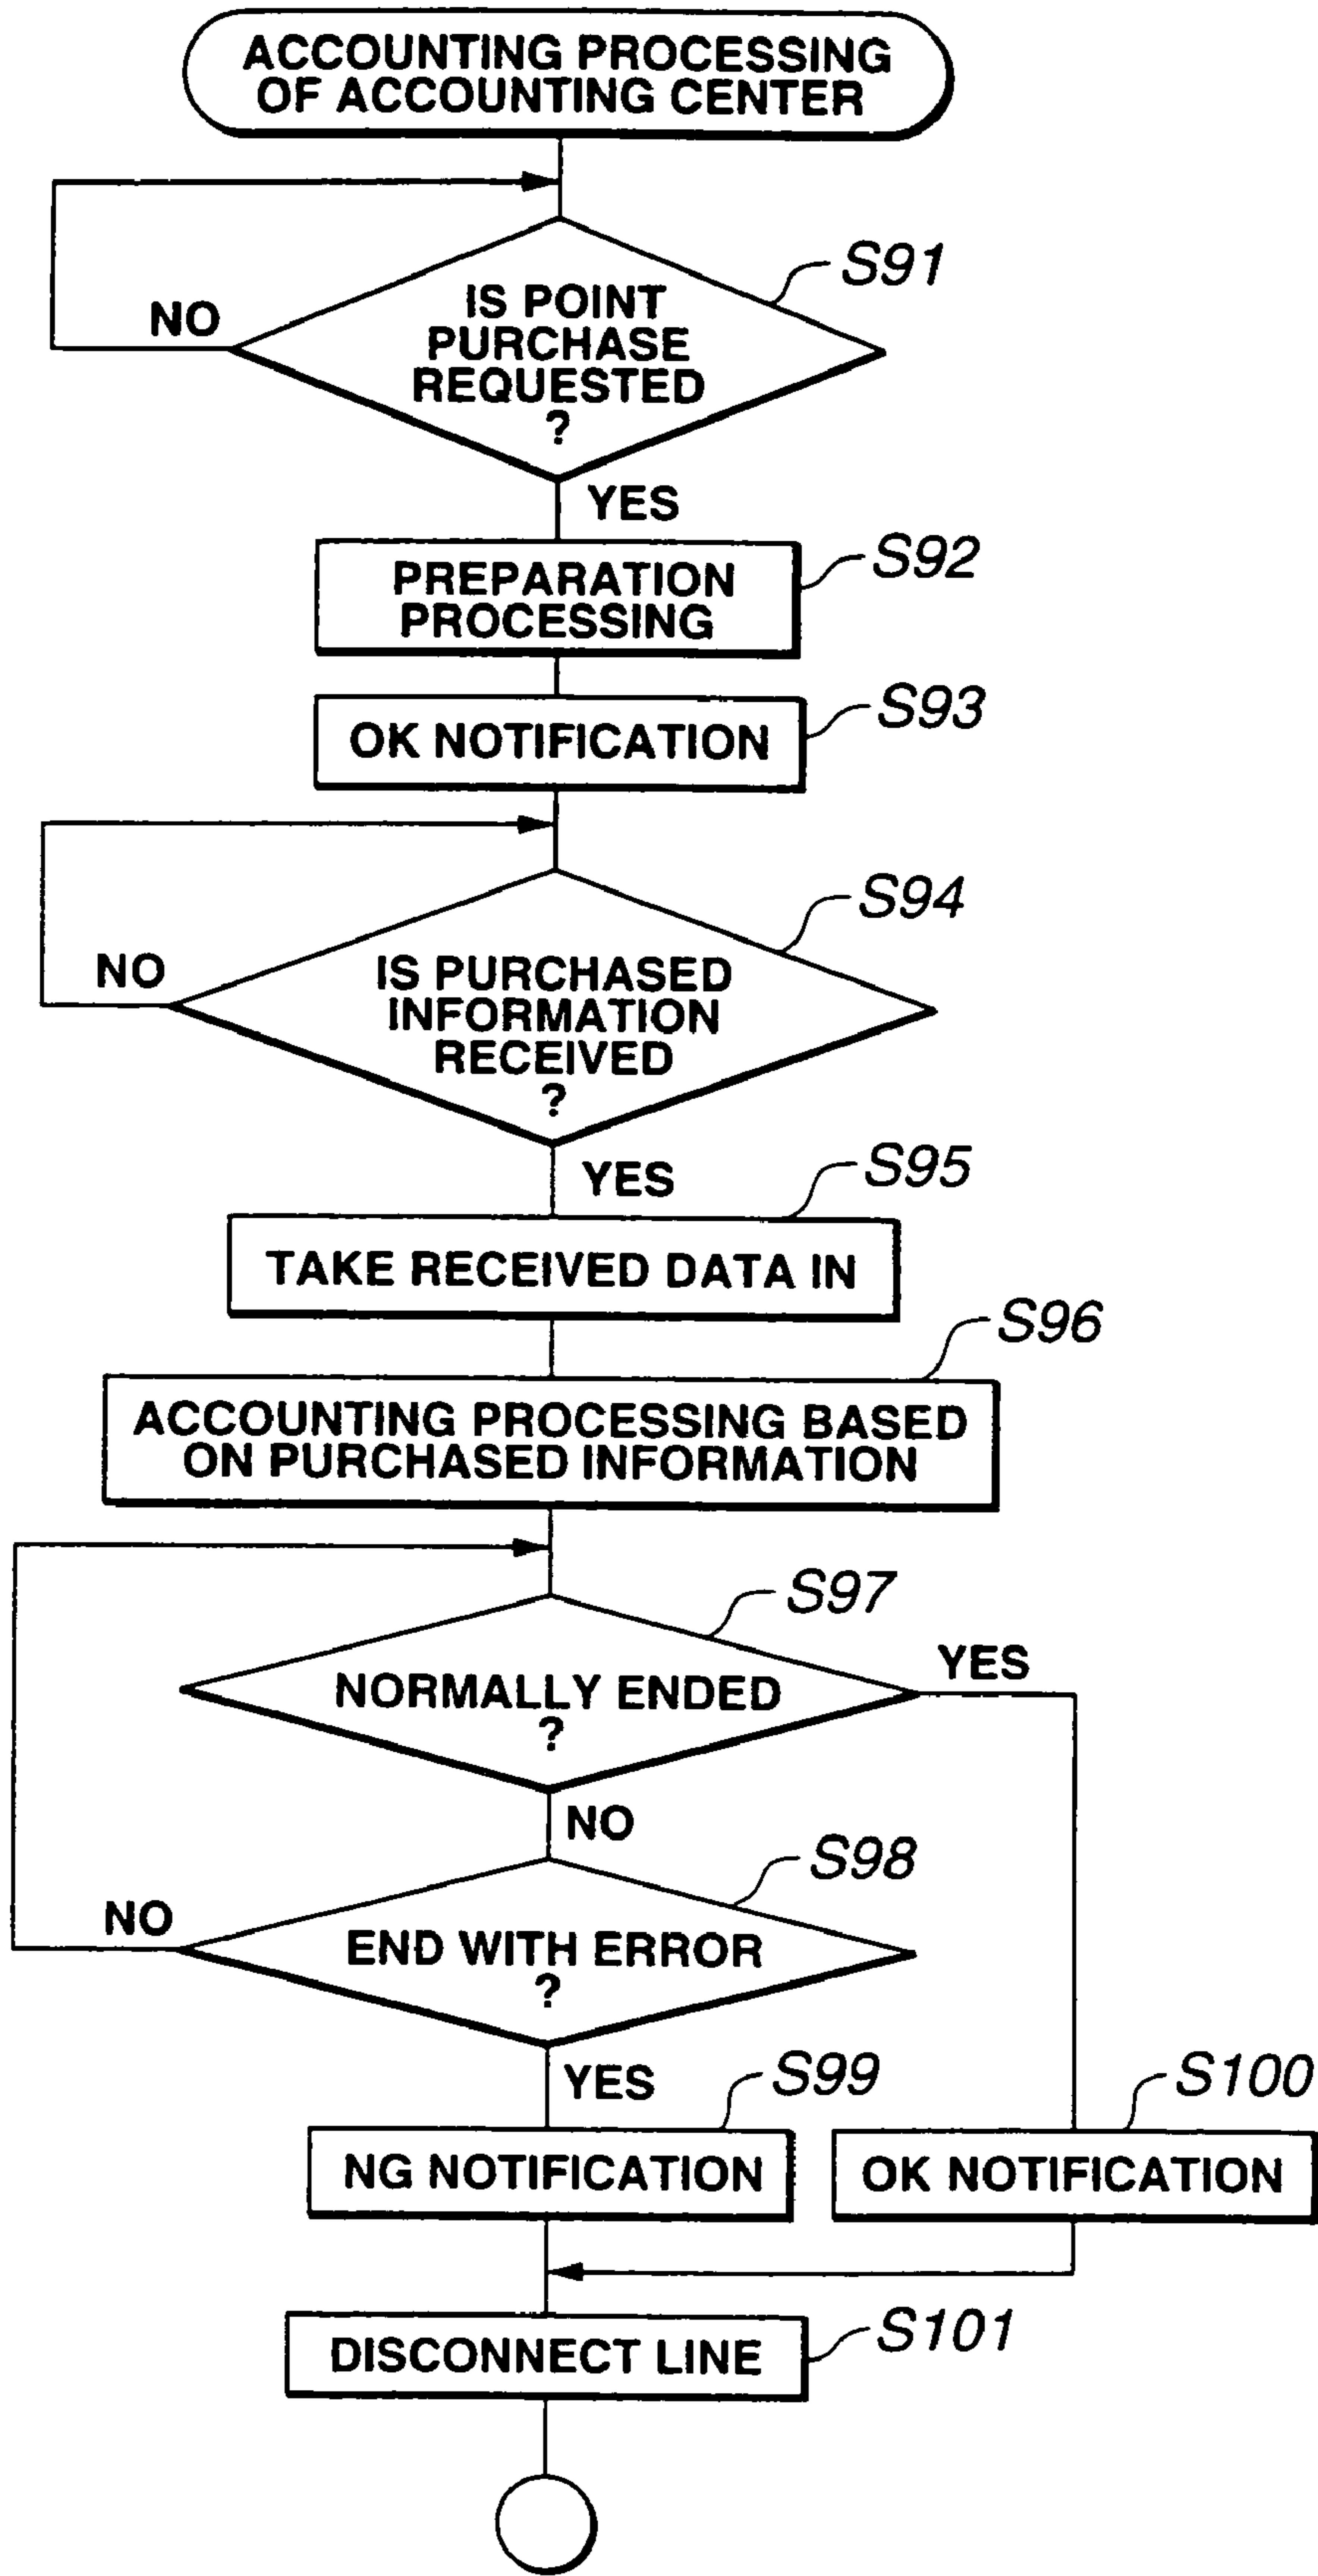 ACCOUNTING PROCESSING
OF ACCOUNTING CENTER
S91
NO
IS POINT
PURCHASE
REQUESTED
?
YES
S92
PREPARATION
PROCESSING
S93
OK NOTIFICATION
S94
NO
IS PURCHASED
INFORMATION
RECEIVED
?
YES
S95
TAKE RECEIVED DATA IN
S96
ACCOUNTING PROCESSING BASED
ON PURCHASED INFORMATION
S97
YES
NORMALLY ENDED
?
NO
S98
NO
END WITH ERROR
?
YES
S99
S100
NG NOTIFICATION
OK NOTIFICATION
S101
DISCONNECT LINE